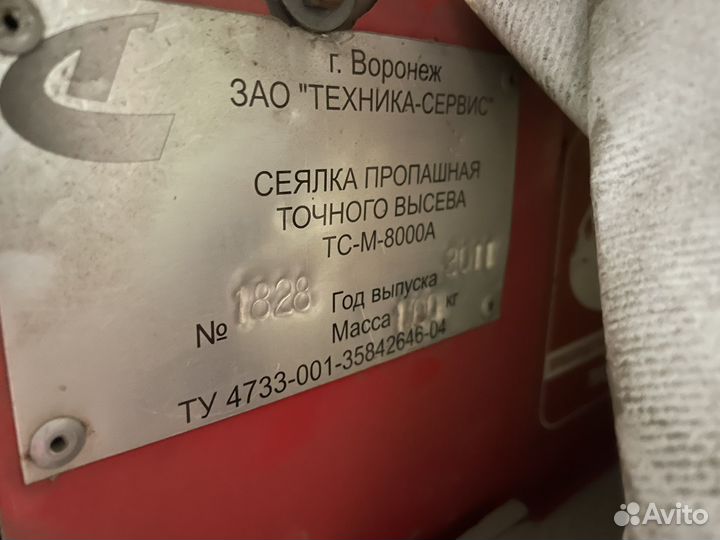 г. Воронеж
ЗАО "ТЕХНИКА-СЕРВИС"
СЕЯЛКА ПРОПАШНАЯ
ТОЧНОГО ВЫСЕВА
ТС-М-8000А
№ 1828 Год выпуска 2011
Масса кг
ТУ 4733-001-35842646-04
Avito